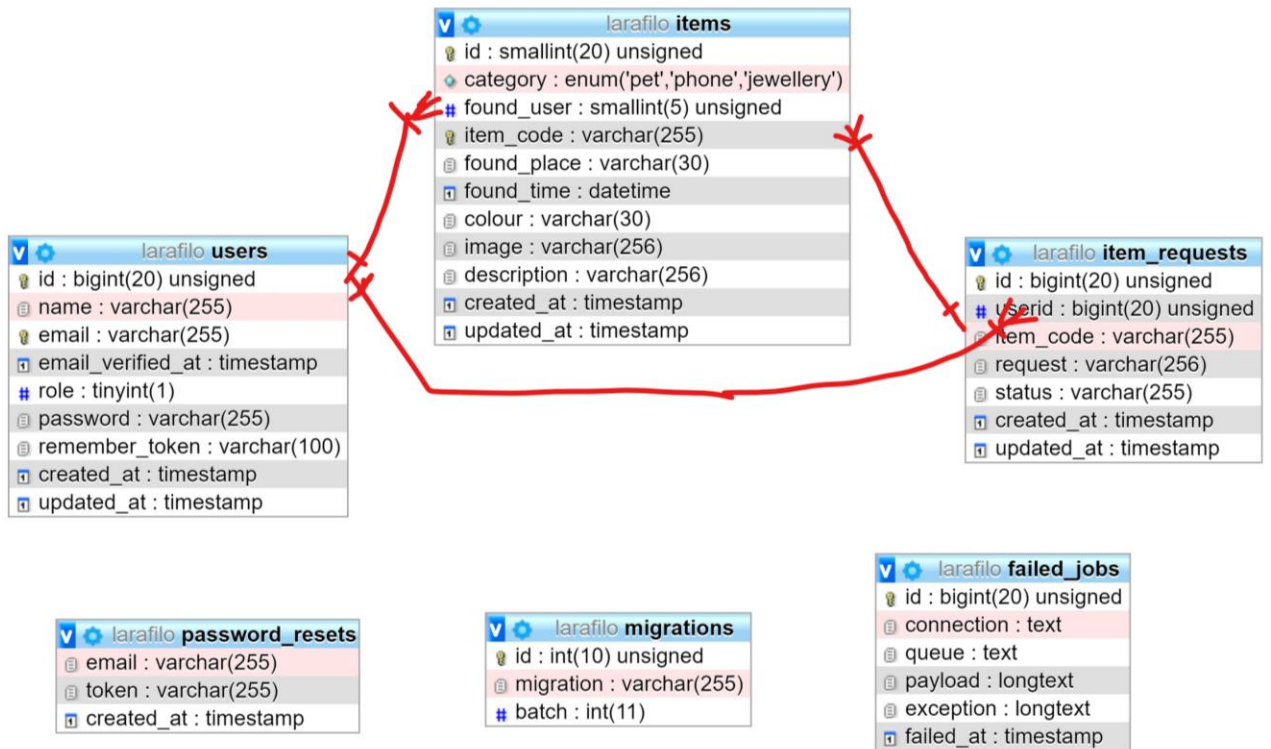 larafilo items
id : smallint(20) unsigned
category : enum('pet','phone','jewellery')
found_user : smallint(5) unsigned
item_code : varchar(255)
found_place : varchar(30)
found_time : datetime
colour : varchar(30)
image : varchar(256)
description : varchar(256)
created_at : timestamp
updated_at : timestamp
larafilo users
id : bigint(20) unsigned
name : varchar(255)
email : varchar(255)
email_verified_at : timestamp
role : tinyint(1)
password : varchar(255)
remember_token : varchar(100)
created_at : timestamp
updated_at : timestamp
larafilo item_requests
id : bigint(20) unsigned
userid : bigint(20) unsigned
item_code : varchar(255)
request : varchar(256)
status : varchar(255)
created_at : timestamp
updated_at : timestamp
larafilo password_resets
email : varchar(255)
token : varchar(255)
created_at : timestamp
larafilo migrations
id : int(10) unsigned
migration : varchar(255)
batch : int(11)
larafilo failed_jobs
id : bigint(20) unsigned
connection : text
queue : text
payload : longtext
exception : longtext
failed_at : timestamp